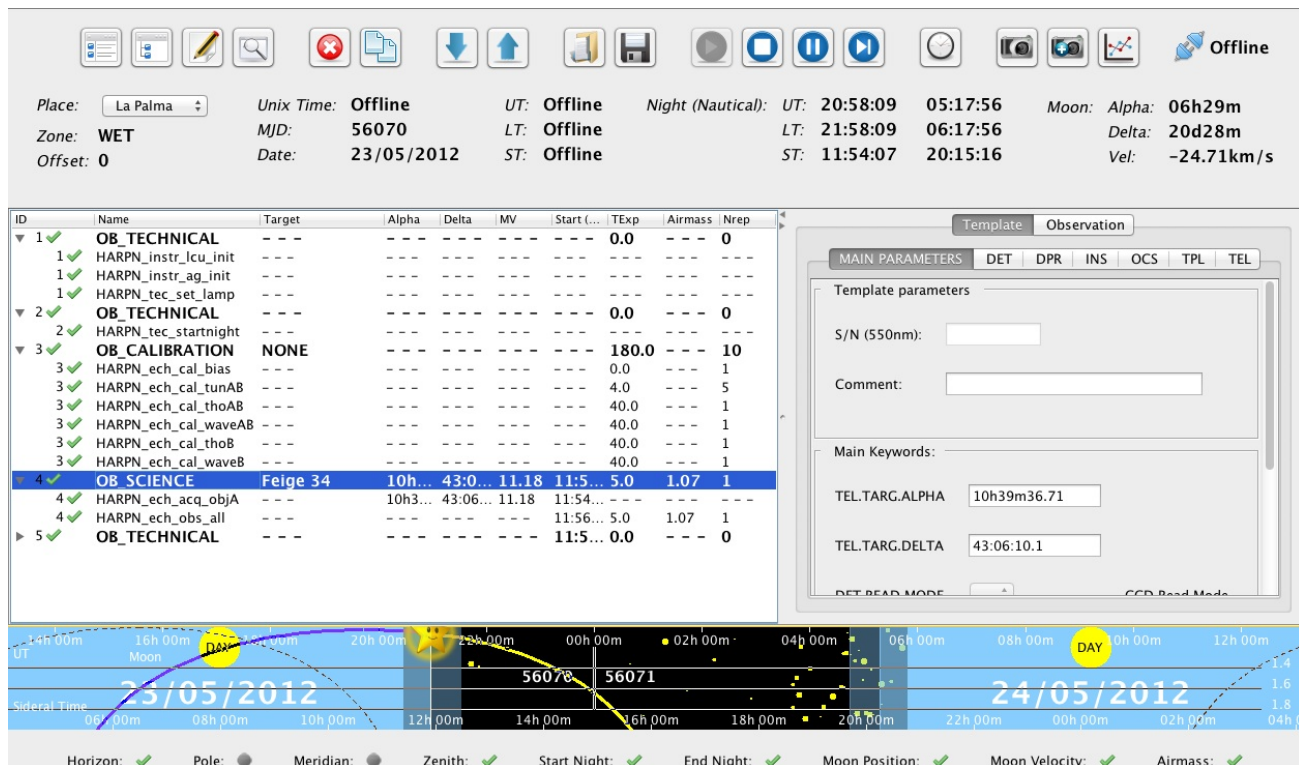 Offline
Place: La Palma Unix Time: Offline UT: Offline Night (Nautical): UT: 20:58:09 05:17:56 Moon: Alpha: 06h29m
Zone: WET MJD: 56070 LT: Offline LT: 21:58:09 06:17:56 Delta: 20d28m
Offset: 0 Date: 23/05/2012 ST: Offline ST: 11:54:07 20:15:16 Vel: -24.71km/s
ID Name Target Alpha Delta MV Start (... TExp Airmass Nrep
1 OB_TECHNICAL --- --- --- --- --- 0.0 --- 0
1 HARPN_instr_lcu_init --- --- --- --- --- --- --- ---
1 HARPN_instr_ag_init --- --- --- --- --- --- --- ---
1 HARPN_tec_set_lamp --- --- --- --- --- --- --- ---
2 OB_TECHNICAL --- --- --- --- --- 0.0 --- 0
2 HARPN_tec_startnight --- --- --- --- --- --- --- ---
3 OB_CALIBRATION NONE --- --- --- --- 180.0 --- 10
3 HARPN_ech_cal_bias --- --- --- --- --- 0.0 --- 1
3 HARPN_ech_cal_tunAB --- --- --- --- --- 4.0 --- 5
3 HARPN_ech_cal_thoAB --- --- --- --- --- 40.0 --- 1
3 HARPN_ech_cal_waveAB --- --- --- --- --- 40.0 --- 1
3 HARPN_ech_cal_thoB --- --- --- --- --- 40.0 --- 1
3 HARPN_ech_cal_waveB --- --- --- --- --- 40.0 --- 1
4 OB_SCIENCE Feige 34 10h... 43:0... 11.18 11:5... 5.0 1.07 1
4 HARPN_ech_acq_objA --- 10h3... 43:06... 11.18 11:54... --- --- ---
4 HARPN_ech_obs_all --- --- --- --- 11:56... 5.0 1.07 1
5 OB_TECHNICAL --- --- --- --- 11:5... 0.0 --- 0
Template Observation
MAIN PARAMETERS DET DPR INS OCS TPL TEL
Template parameters
S/N (550nm):
Comment:
Main Keywords:
TEL.TARG.ALPHA 10h39m36.71
TEL.TARG.DELTA 43:06:10.1
DET READ MODE CCD Read Mode
14h 00m 16h 00m 18h 00m 20h 00m 22h 00m 00h 00m 02h 00m 04h 00m 06h 00m 08h 00m 10h 00m 12h 00m
UT Moon DAY DAY
1.4
56070 56071
23/05/2012 24/05/2012 1.6
Sideral Time 1.8
06h 00m 08h 00m 10h 00m 12h 00m 14h 00m 16h 00m 18h 00m 20h 00m 22h 00m 00h 00m 02h 00m 04h
Horizon: Pole: Meridian: Zenith: Start Night: End Night: Moon Position: Moon Velocity: Airmass: